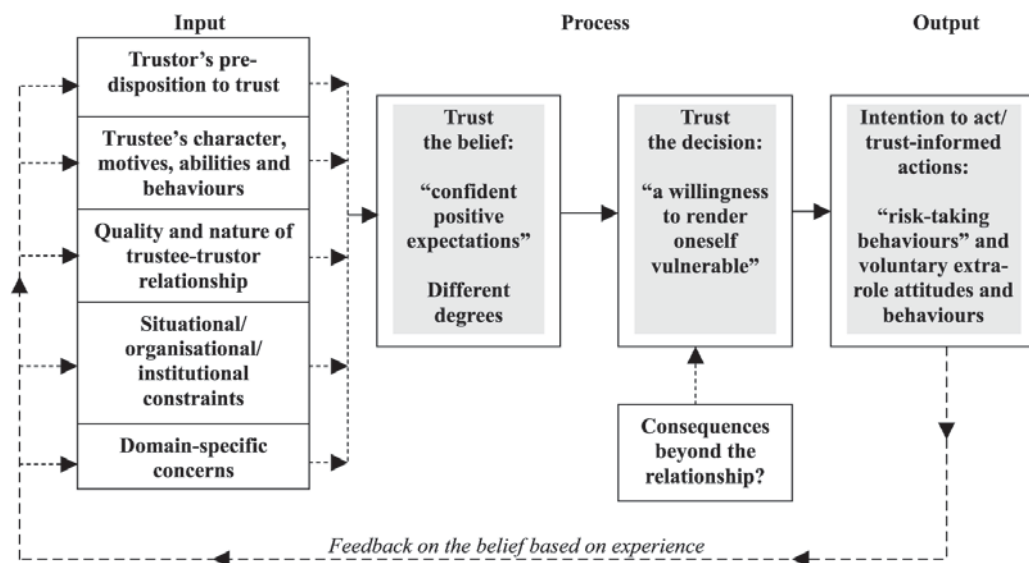 Input
Process
Output
Trustor’s pre-
disposition to trust
Trustee’s character,
motives, abilities and
behaviours
Quality and nature of
trustee-trustor
relationship
Situational/
organisational/
institutional
constraints
Domain-specific
concerns
Trust
the belief:
“confident
positive
expectations”
Different
degrees
Trust
the decision:
“a willingness
to render
oneself
vulnerable”
Consequences
beyond the
relationship?
Intention to act/
trust-informed
actions:
“risk-taking
behaviours” and
voluntary extra-
role attitudes and
behaviours
Feedback on the belief based on experience